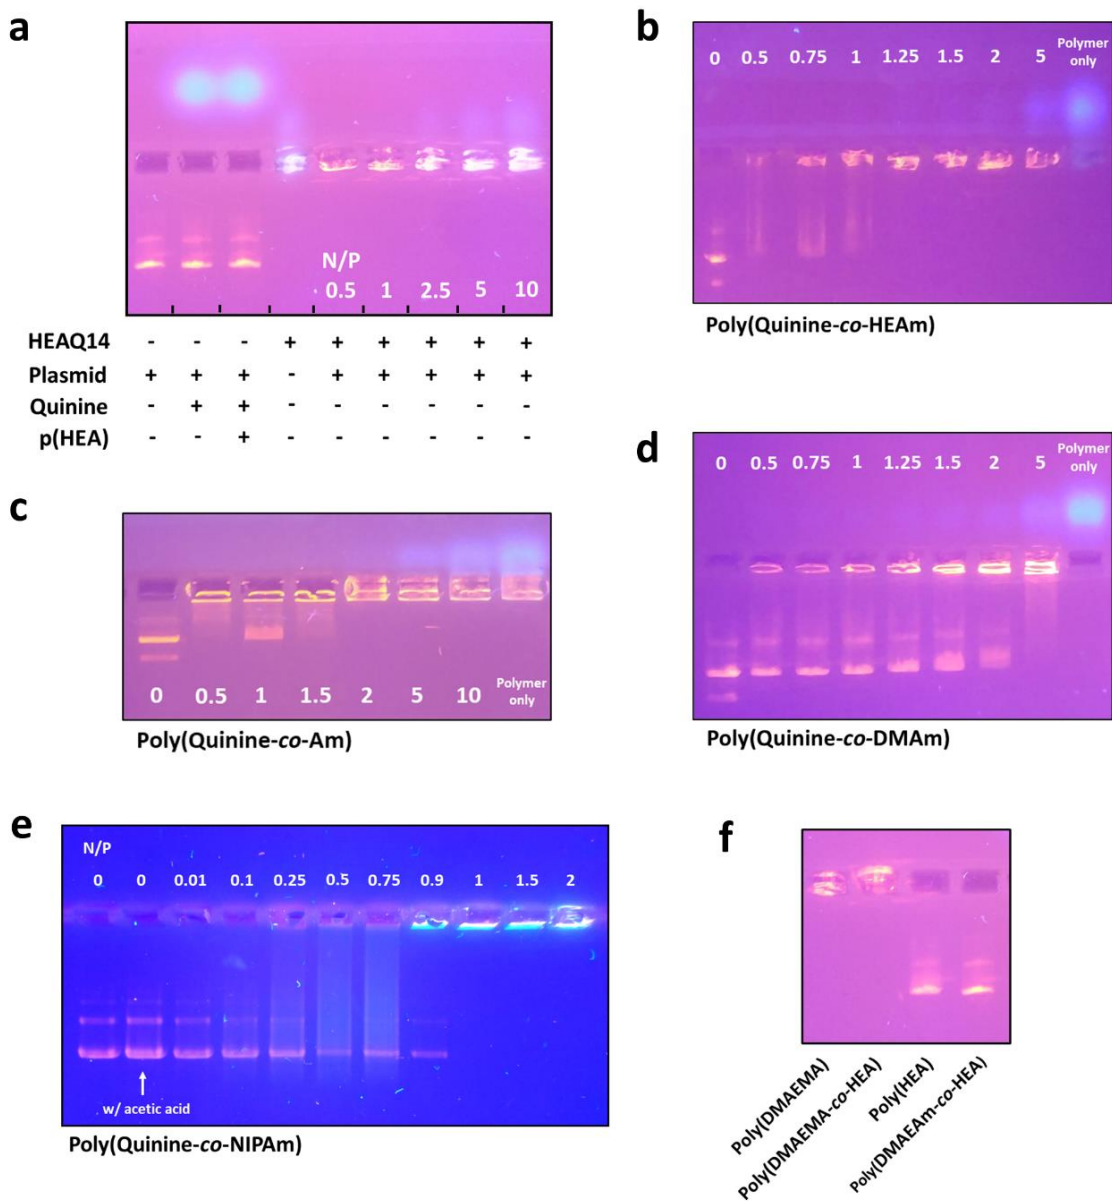 a
N/P
0.5 1 2.5 5 10
HEAQ14 - - - + + + + + +
Plasmid + + + - + + + + +
Quinine - + + - - - - - -
p(HEA) - - + - - - - - -
b
0 0.5 0.75 1 1.25 1.5 2 5 Polymer
only
Poly(Quinine-co-HEAm)
c
0 0.5 1 1.5 2 5 10 Polymer
only
Poly(Quinine-co-Am)
d
0 0.5 0.75 1 1.25 1.5 2 5 Polymer
only
Poly(Quinine-co-DMAm)
e
N/P
0 0 0.01 0.1 0.25 0.5 0.75 0.9 1 1.5 2
w/ acetic acid
Poly(Quinine-co-NIPAm)
f
Poly(DMAEMA)
Poly(DMAEMA-co-HEA)
Poly(HEA)
Poly(DMAEAm-co-HEA)